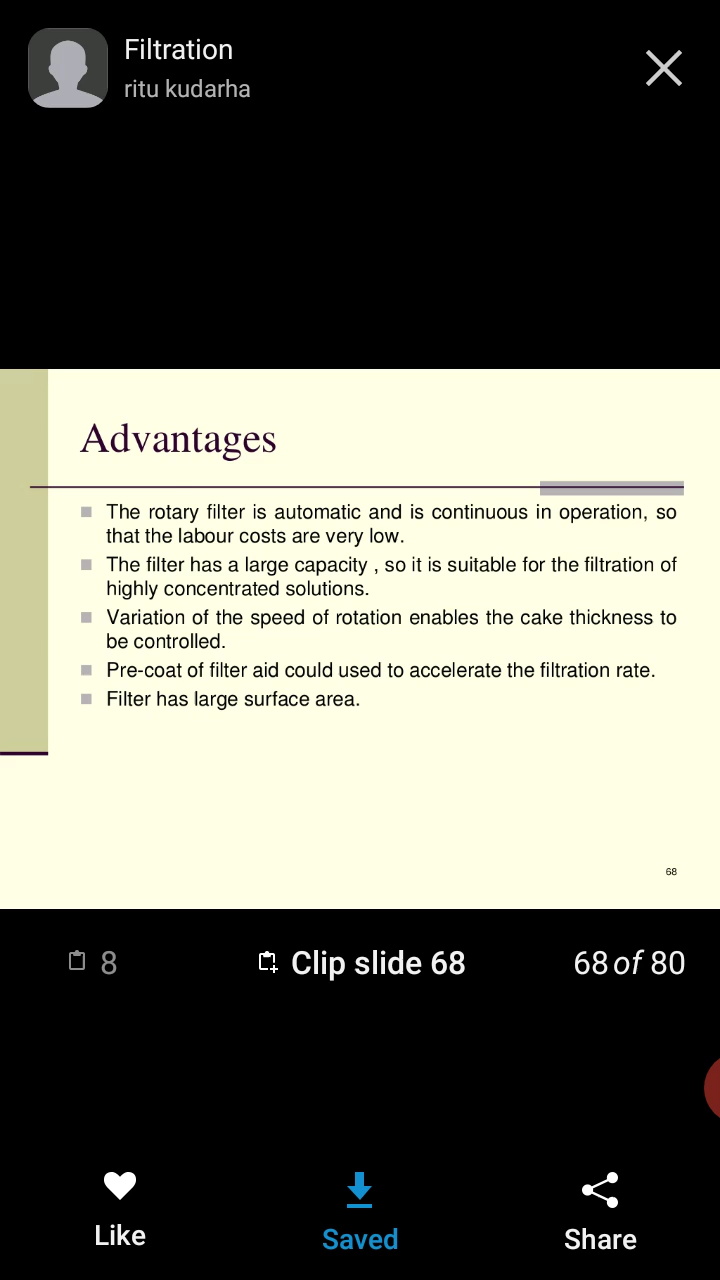 Filtration
ritu kudarha
Advantages
The rotary filter is automatic and is continuous in operation, so
that the labour costs are very low.
The filter has a large capacity , so it is suitable for the filtration of
highly concentrated solutions.
Variation of the speed of rotation enables the cake thickness to
be controlled.
Pre-coat of filter aid could used to accelerate the filtration rate.
Filter has large surface area.
68
8
Clip slide 68
68 of 80
Like
Saved
Share